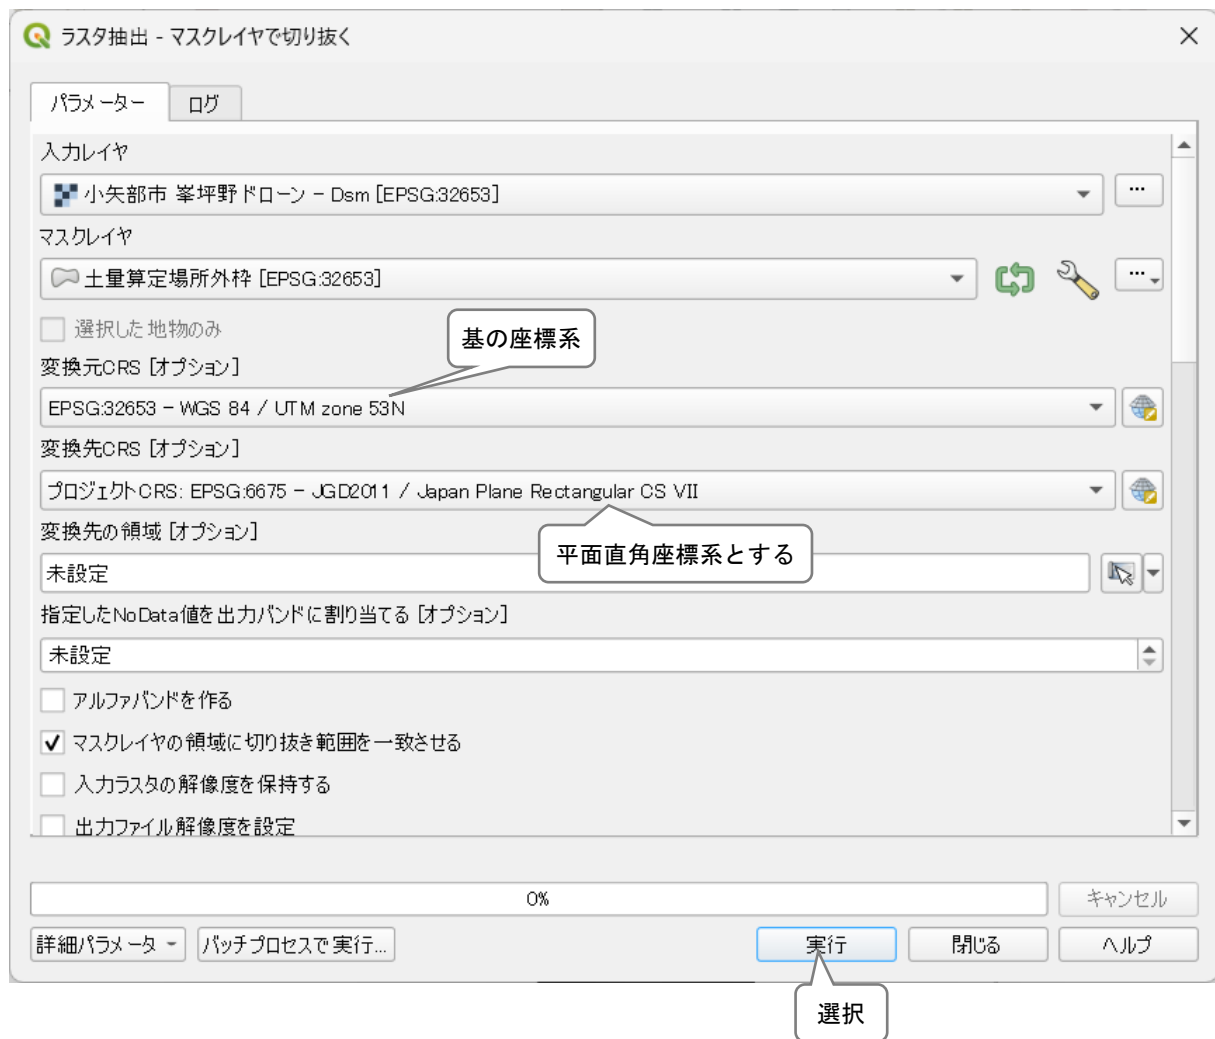 ラスタ抽出 - マスクレイヤで切り抜く
パラメーター ログ
入力レイヤ
小矢部市 峯坪野ドローン － Dsm [EPSG:32653]
…
マスクレイヤ
土量算定場所外枠 [EPSG:32653]
…
選択した地物のみ
基の座標系
変換元CRS [オプション]
EPSG:32653 － WGS 84 / UTM zone 53N
変換先CRS [オプション]
プロジェクトCRS: EPSG:6675 － JGD2011 / Japan Plane Rectangular CS VII
変換先の領域 [オプション]
平面直角座標系とする
未設定
指定したNoData値を出力バンドに割り当てる [オプション]
未設定
アルファバンドを作る
マスクレイヤの領域に切り抜き範囲を一致させる
入力ラスタの解像度を保持する
出力ファイル解像度を設定
0% キャンセル
詳細パラメータ バッチプロセスで実行... 実行 閉じる ヘルプ
選択